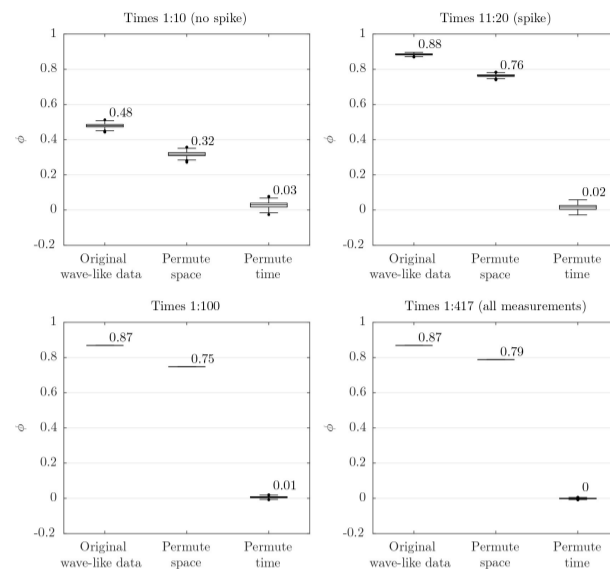 Times 1:10 (no spike)
1
0.8
0.6
0.4
0.2
0
-0.2
ϕ
0.48
0.32
0.03
Original
wave-like data
Permute
space
Permute
time
Times 11:20 (spike)
1
0.8
0.6
0.4
0.2
0
-0.2
ϕ
0.88
0.76
0.02
Original
wave-like data
Permute
space
Permute
time
Times 1:100
1
0.8
0.6
0.4
0.2
0
-0.2
ϕ
0.87
0.75
0.01
Original
wave-like data
Permute
space
Permute
time
Times 1:417 (all measurements)
1
0.8
0.6
0.4
0.2
0
-0.2
ϕ
0.87
0.79
0
Original
wave-like data
Permute
space
Permute
time